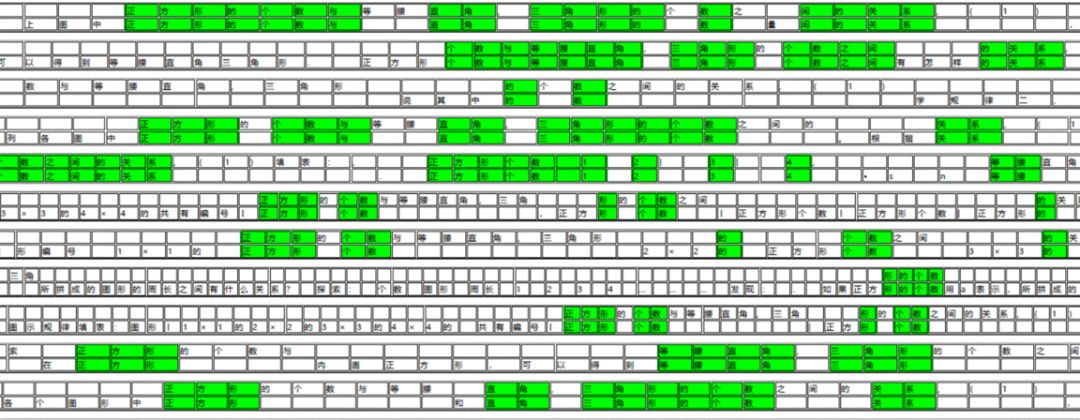 正方形的个数与等腰直角,三角形的个数之间的关系,(1)
上图中正方形的个数与直角三角形的量间的关系
个数与等腰直角,三角形的个数之间的关系,
可以得到等腰直角三角形.正方形个数与等腰直角三角形个数之间有怎样的关系
数与等腰直角,三角形的个数之间的关系,(1)
说其中的数学规律二.
正方形的个数与等腰直角,三角形的个数之间的关系,(1
列各图中正方形个数与直角三角形的个数,根据关系
个数之间的关系,(1)填表:,正方形个数1 2| 3| 4,等腰直角
个数之间的关系.正方形个数1 2 3 4•sn等腰
正方形的个数与等腰直角,三角形的个数之间的关
3×3的4×4的共有编号|正方形个数,正方形个数|正方形个数|正方形个数|正方形的
正方形的个数与等腰直角,三角形的个数之间的关
形编号1×1的正方形个数2×2的正方形个数3×3的
三角形的个数
所拼成的图形的周长之间有什么关系?探索:个数图形周长1234………发现:.如果正方形的个数用a表示,所拼成的
正方形的个数与等腰直角,三角形的个数之间的关系,(1)
图示规律填表:图形|1×1的2×2的3×3的4×4的共有编号|正方形个数|正方形个数
正方形的个数与等腰直角,三角形的个数之间
索在正方形内画正方形,可以得到等腰直角三角形
正方形的个数与等腰直角,三角形的个数之间的关系,(1)
各个图形中正方形和直角三角形的个数关系.